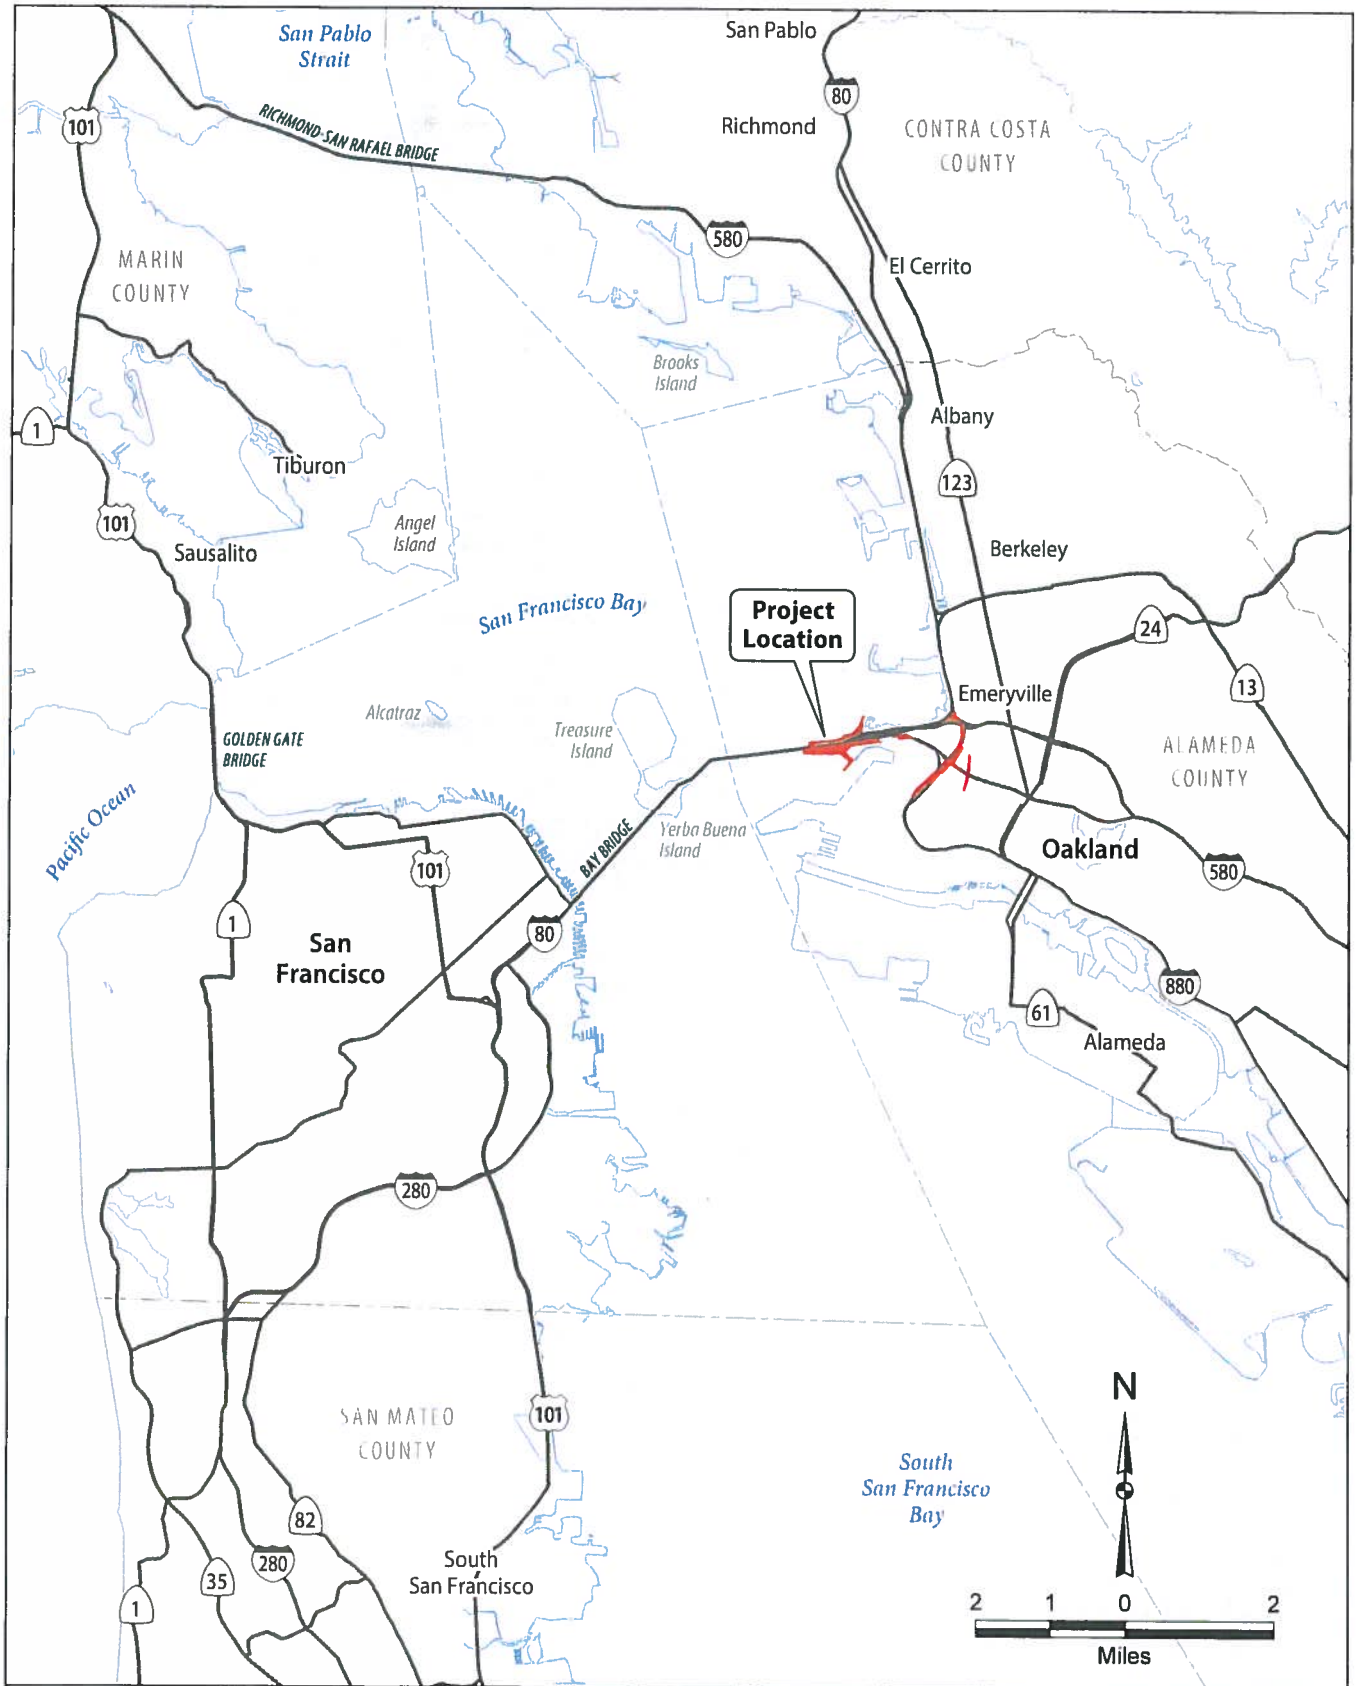 San Pablo
Strait
San Pablo
80
101
RICHMOND-SAN RAFAEL BRIDGE
Richmond
CONTRA COSTA
COUNTY
580
MARIN
COUNTY
El Cerrito
Brooks
Island
1
Albany
Tiburon
123
101
Angel
Island
Sausalito
Berkeley
San Francisco Bay
Project
Location
24
13
Emeryville
Alcatraz
Treasure
Island
GOLDEN GATE
BRIDGE
ALAMEDA
COUNTY
Pacific Ocean
BAY BRIDGE
Yerba Buena
Island
Oakland
101
580
1
80
San
Francisco
880
61
Alameda
280
N
101
SAN MATEO
COUNTY
South
San Francisco
Bay
82
280
South
San Francisco
35
1
2 1 0 2
Miles